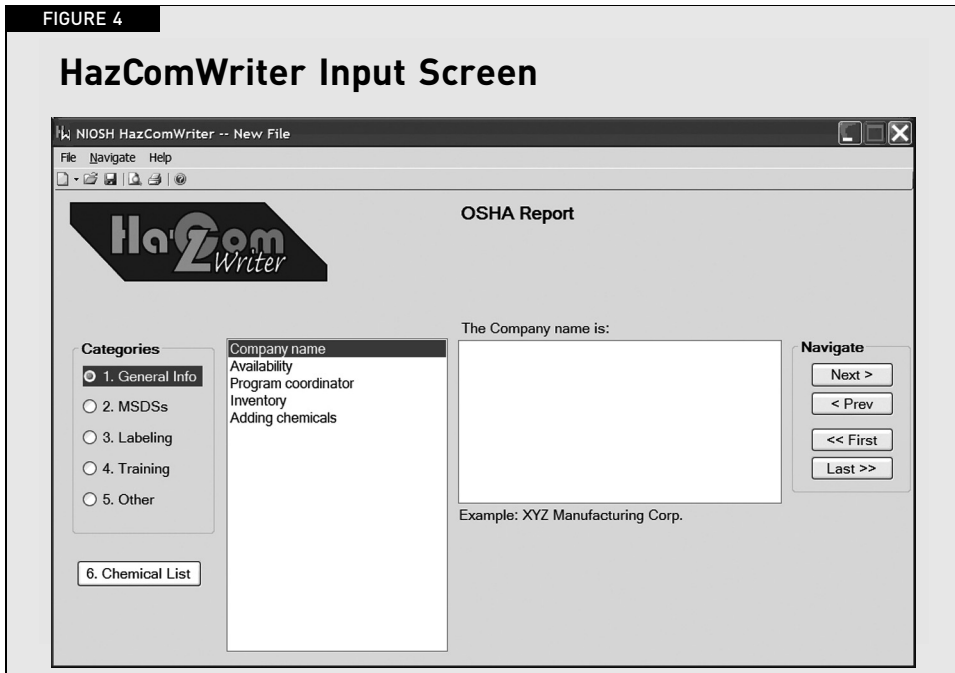 FIGURE 4
HazComWriter Input Screen
NIOSH HazComWriter -- New File
File Navigate Help
HazCom
Writer
OSHA Report
Categories
1. General Info
2. MSDSs
3. Labeling
4. Training
5. Other
6. Chemical List
Company name
Availability
Program coordinator
Inventory
Adding chemicals
The Company name is:
Example: XYZ Manufacturing Corp.
Navigate
Next >
< Prev
<< First
Last >>